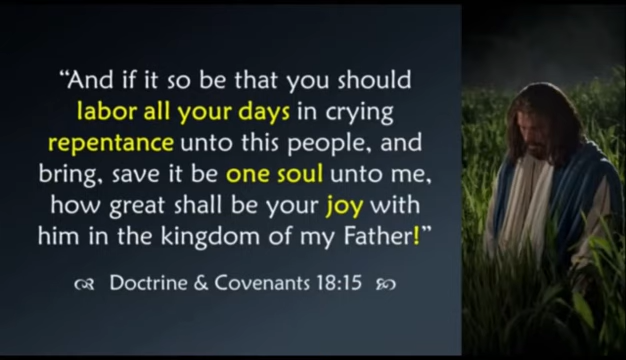 “And if it so be that you should
labor all your days in crying
repentance unto this people, and
bring, save it be one soul unto me,
how great shall be your joy with
him in the kingdom of my Father!”
Doctrine & Covenants 18:15